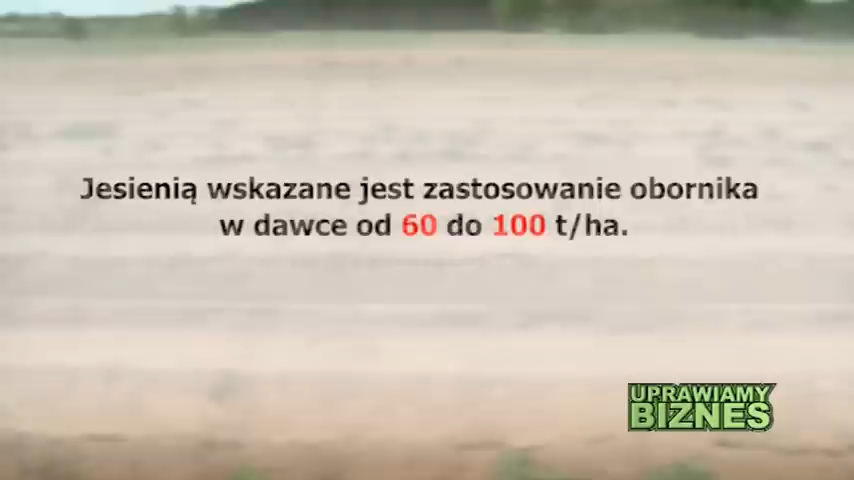 Jesienią wskazane jest zastosowanie obornika
w dawce od 60 do 100 t/ha.
UPRAWIAMY
BIZNES